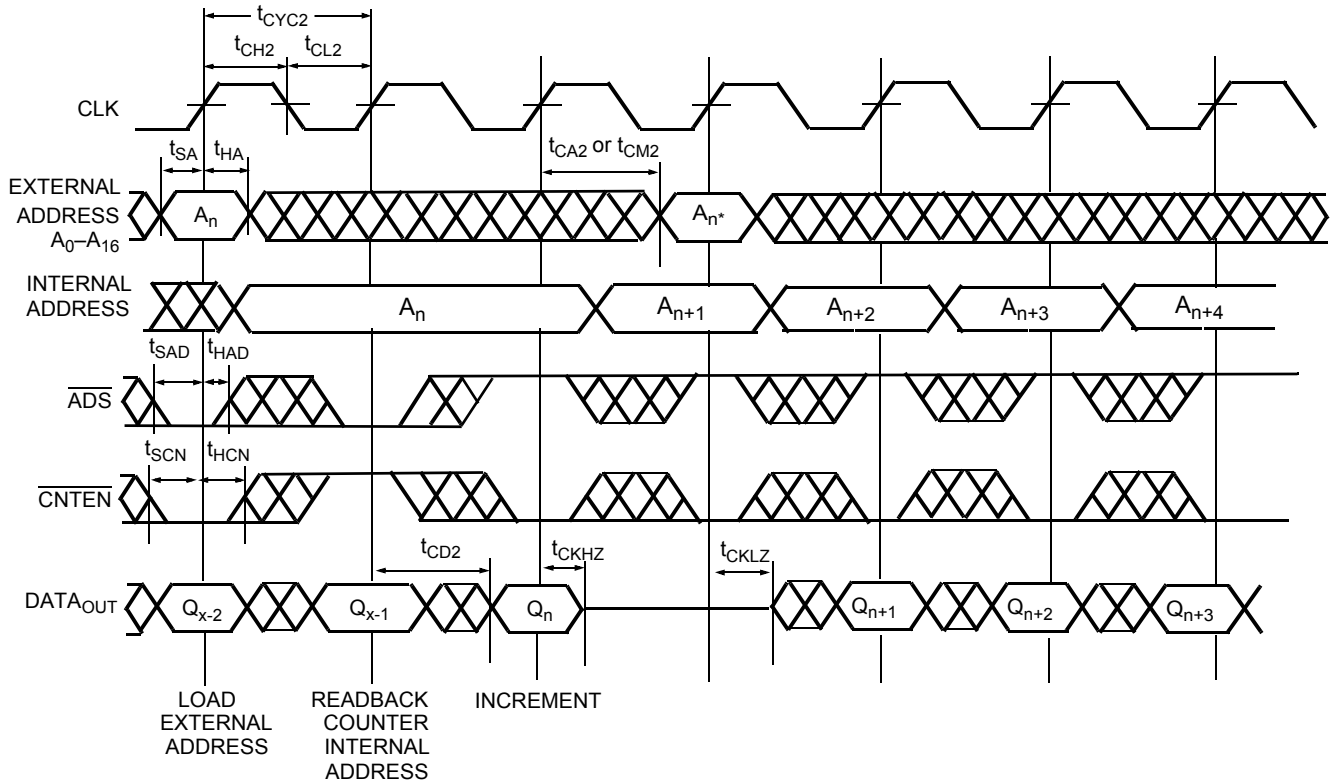 tCYC2
tCH2 tCL2
CLK
tSA tHA
tCA2 or tCM2
EXTERNAL
ADDRESS
A0–A16
An
An*
INTERNAL
ADDRESS
An An+1 An+2 An+3 An+4
tSAD tHAD
ADS
tSCN tHCN
CNTEN
tCD2 tCKHZ tCKLZ
DATAOUT
Qx-2 Qx-1 Qn Qn+1 Qn+2 Qn+3
LOAD
EXTERNAL
ADDRESS
READBACK
COUNTER
INTERNAL
ADDRESS
INCREMENT